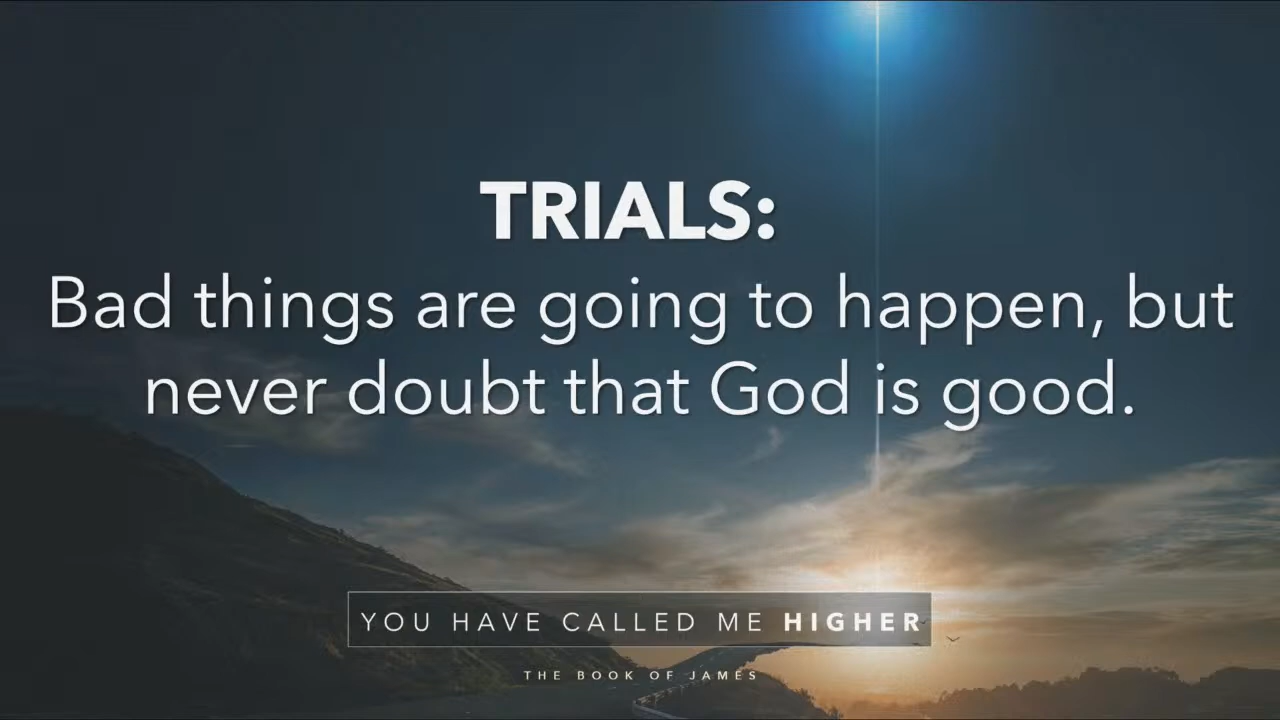 TRIALS:
Bad things are going to happen, but
never doubt that God is good.
YOU HAVE CALLED ME HIGHER
THE BOOK OF JAMES